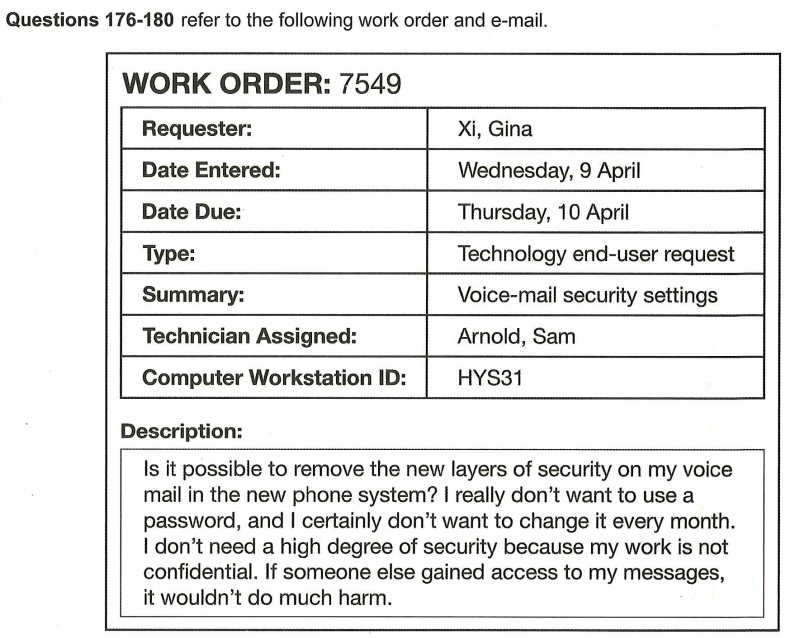 Questions 176-180 refer to the following work order and e-mail.
WORK ORDER: 7549
Requester: Xi, Gina
Date Entered: Wednesday, 9 April
Date Due: Thursday, 10 April
Type: Technology end-user request
Summary: Voice-mail security settings
Technician Assigned: Arnold, Sam
Computer Workstation ID: HYS31
Description:
Is it possible to remove the new layers of security on my voice
mail in the new phone system? I really don't want to use a
password, and I certainly don't want to change it every month.
I don't need a high degree of security because my work is not
confidential. If someone else gained access to my messages,
it wouldn't do much harm.